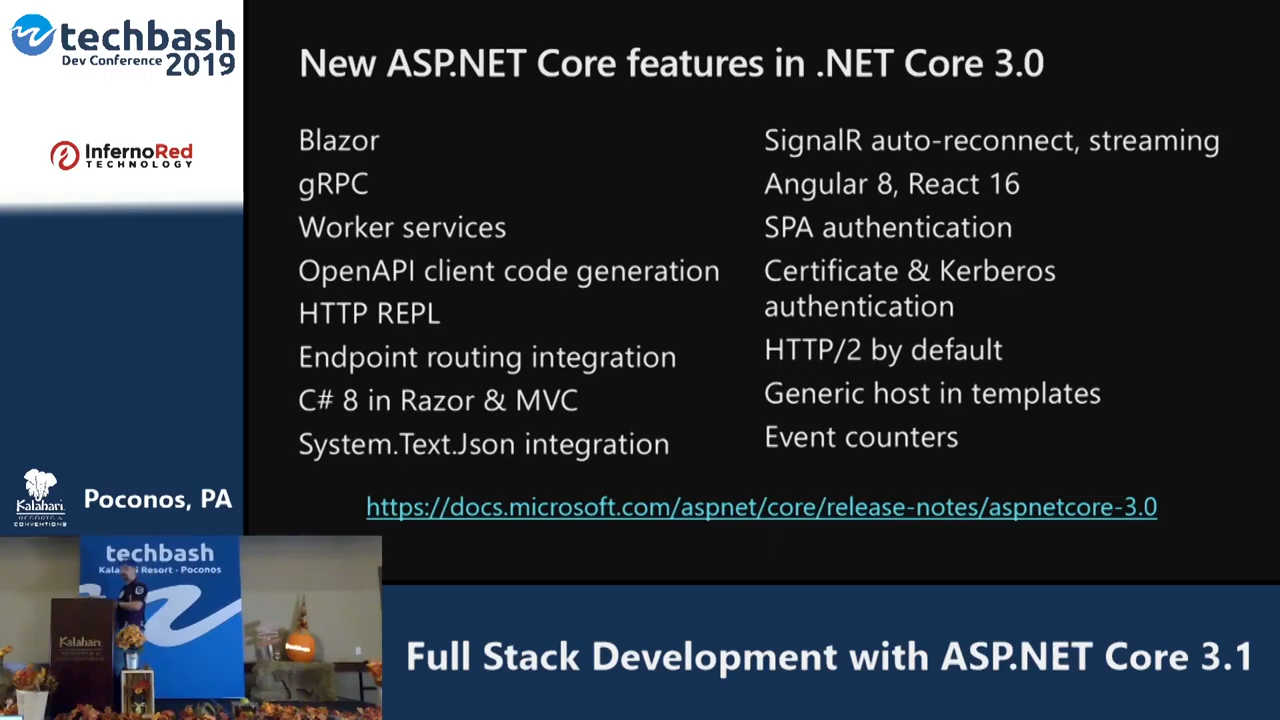 techbash
Dev Conference 2019
InfernoRed
TECHNOLOGY
New ASP.NET Core features in .NET Core 3.0
Blazor
gRPC
Worker services
OpenAPI client code generation
HTTP REPL
Endpoint routing integration
C# 8 in Razor & MVC
System.Text.Json integration
SignalR auto-reconnect, streaming
Angular 8, React 16
SPA authentication
Certificate & Kerberos
authentication
HTTP/2 by default
Generic host in templates
Event counters
https://docs.microsoft.com/aspnet/core/release-notes/aspnetcore-3.0
Kalahari
RESORTS &
CONVENTIONS
Poconos, PA
techbash
Kalahari Resort - Poconos
Kalahari
Full Stack Development with ASP.NET Core 3.1